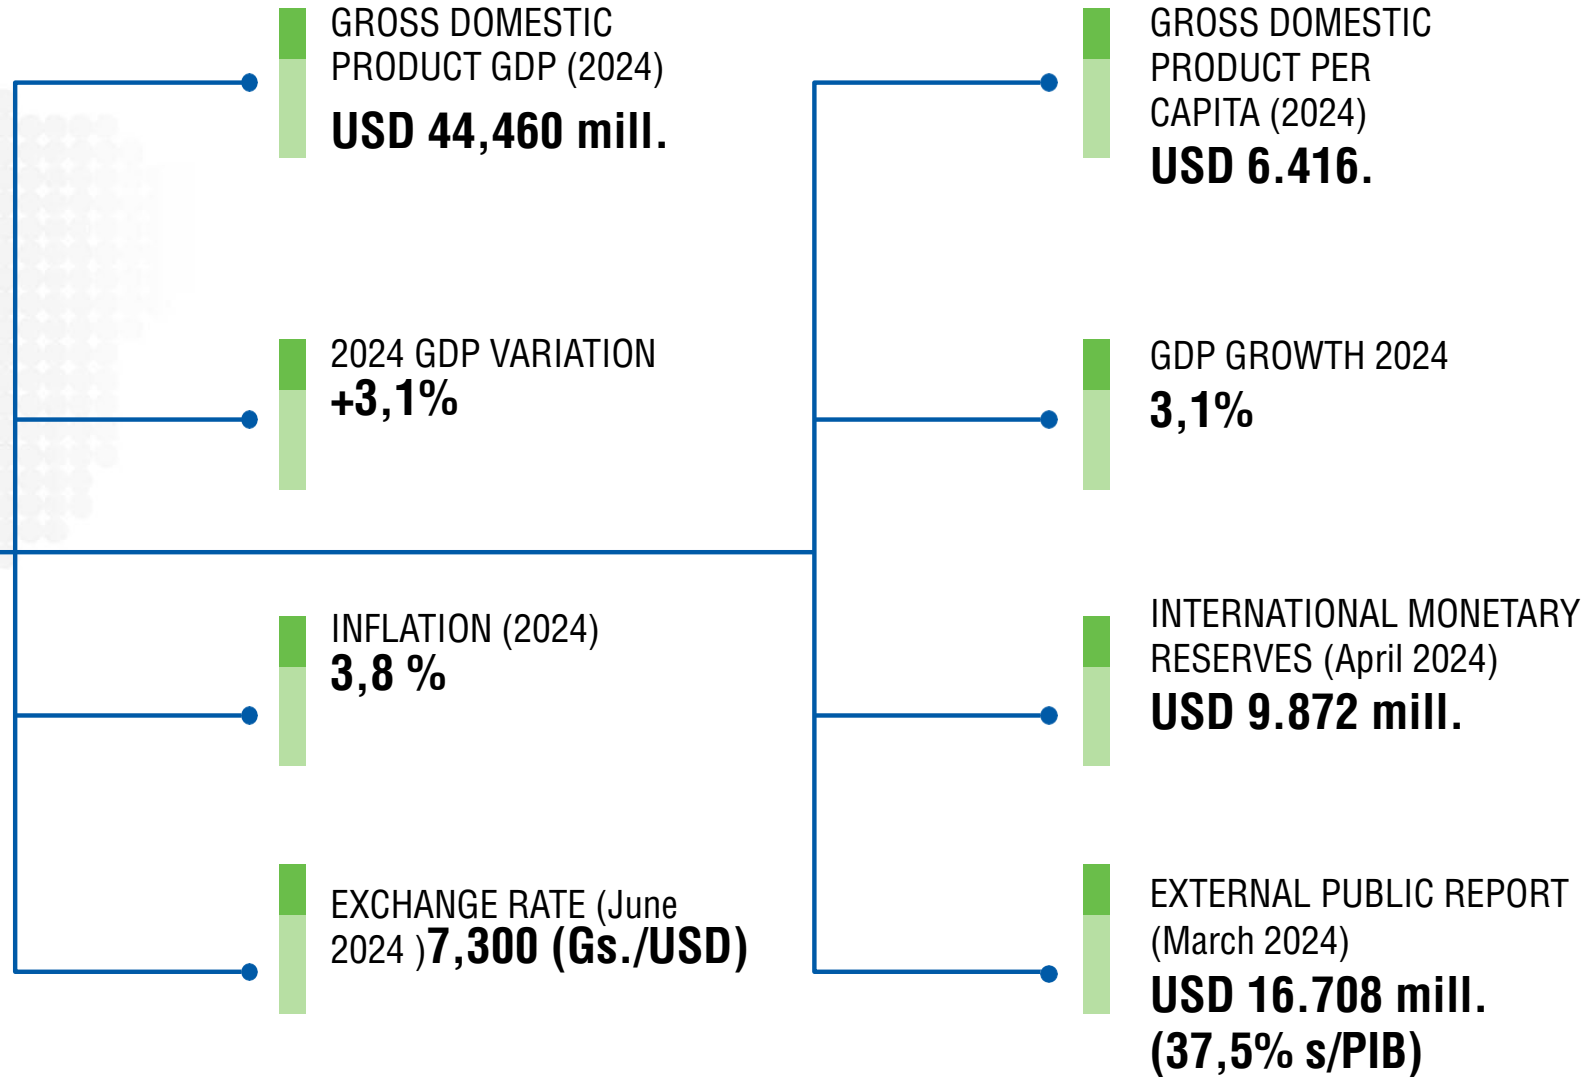 GROSS DOMESTIC
PRODUCT GDP (2024)
USD 44,460 mill.
2024 GDP VARIATION
+3,1%
INFLATION (2024)
3,8 %
EXCHANGE RATE (June
2024 )7,300 (Gs./USD)
GROSS DOMESTIC
PRODUCT PER
CAPITA (2024)
USD 6.416.
GDP GROWTH 2024
3,1%
INTERNATIONAL MONETARY
RESERVES (April 2024)
USD 9.872 mill.
EXTERNAL PUBLIC REPORT
(March 2024)
USD 16.708 mill.
(37,5% s/PIB)